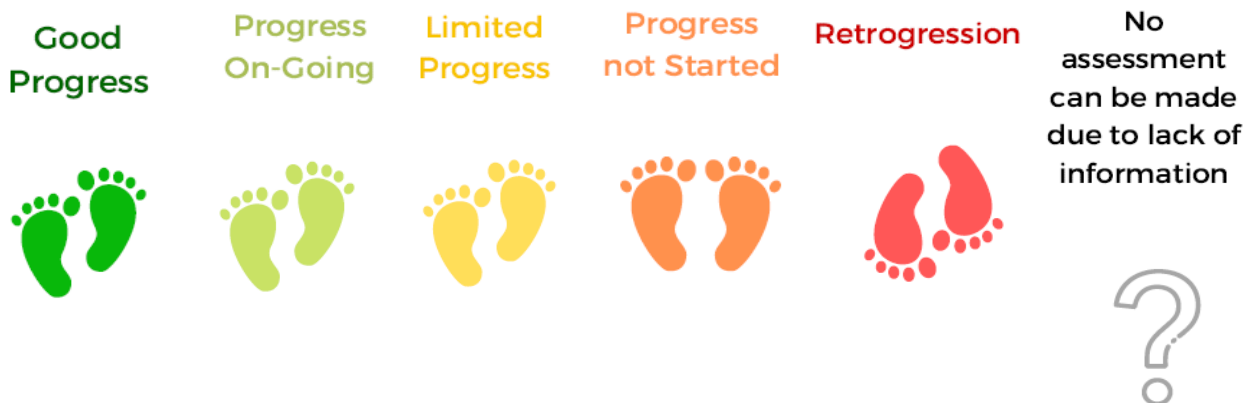 Good
Progress
Progress
On-Going
Limited
Progress
Progress
not Started
Retrogression
No
assessment
can be made
due to lack of
information
?